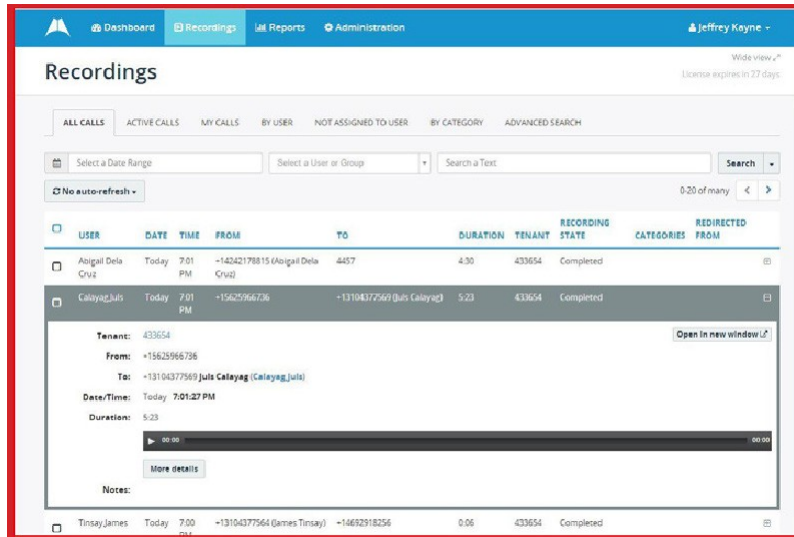 Dashboard Recordings Reports Administration Jeffrey Kayne
Wide view
Recordings
License expires in 27 days
ALL CALLS ACTIVE CALLS MY CALLS BY USER NOT ASSIGNED TO USER BY CATEGORY ADVANCED SEARCH
Select a Date Range Select a User or Group Search a Text Search
No auto-refresh 0-20 of many
USER DATE TIME FROM TO DURATION TENANT RECORDING STATE CATEGORIES REDIRECTED FROM
Abigail Dela Cruz Today 7:01 PM +14242178815 (Abigail Dela Cruz) 4457 4:30 433654 Completed
Calayag,Juls Today 7:01 PM +15625966736 +13104377569 (Juls Calayag) 5:23 433654 Completed
Tenant: 433654 Open in new window
From: +15625966736
To: +13104377569 Juls Calayag (Calayag,Juls)
Date/Time: Today 7:01:27 PM
Duration: 5:23
00:00 00:00
More details
Notes:
Tinsay,James Today 7:00 PM +13104377564 (James Tinsay) +14692918256 0:06 433654 Completed